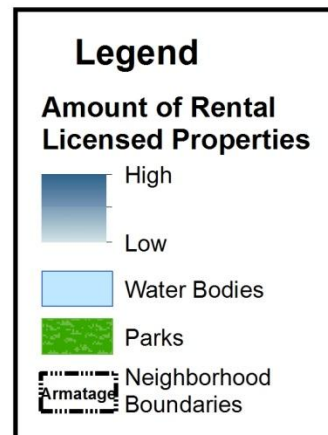 Legend
Amount of Rental
Licensed Properties
High
Low
Water Bodies
Parks
Armatage
Neighborhood
Boundaries